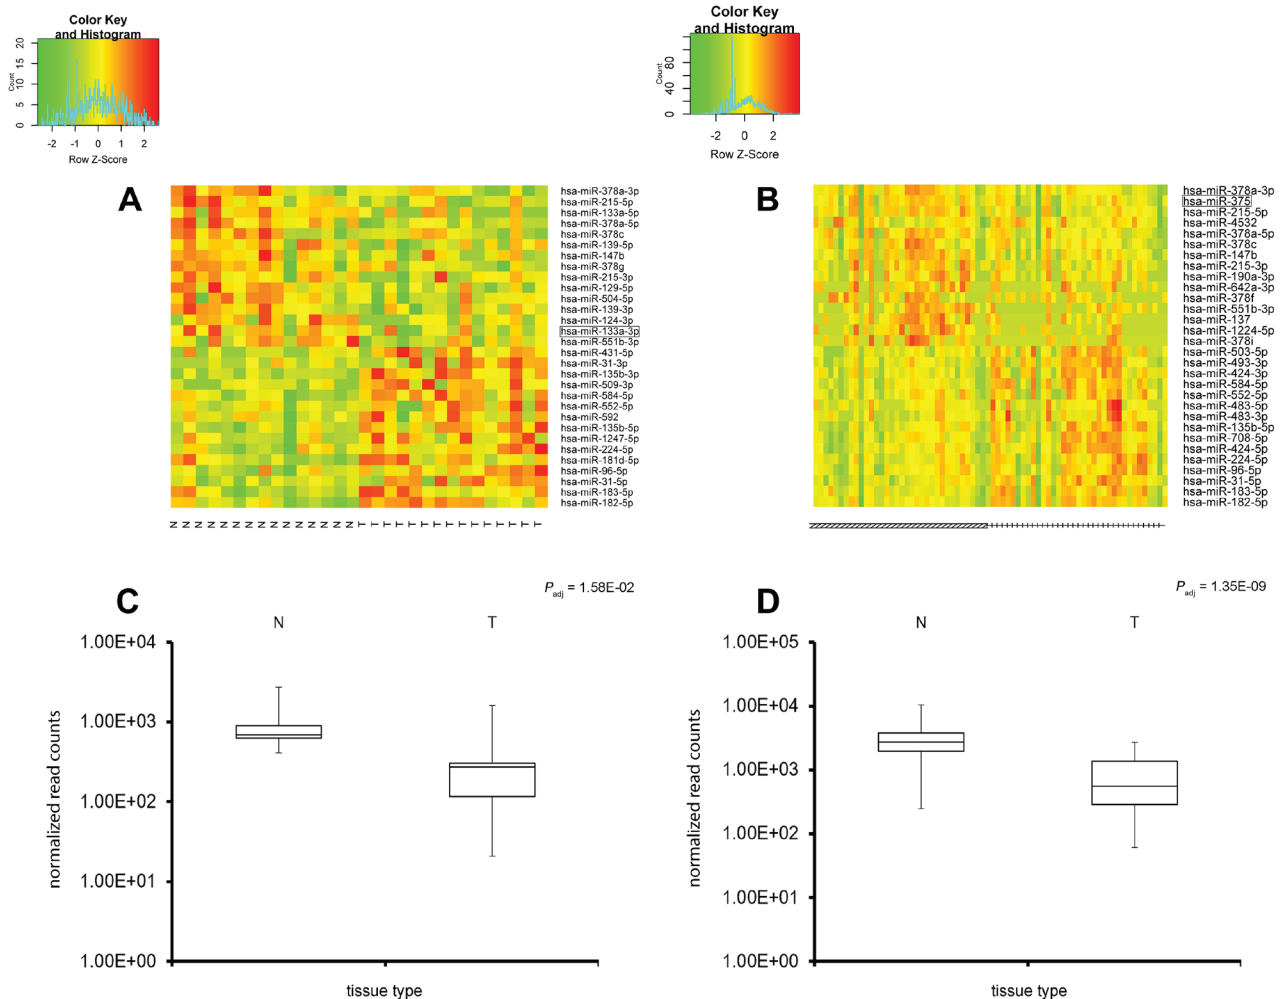 Color Key
and Histogram
Count
20
15
10
5
0
-2 -1 0 1 2
Row Z-Score
Color Key
and Histogram
Count
80
40
0
-2 0 2
Row Z-Score
A
hsa-miR-378a-3p
hsa-miR-215-5p
hsa-miR-133a-5p
hsa-miR-378a-5p
hsa-miR-378c
hsa-miR-139-5p
hsa-miR-147b
hsa-miR-378g
hsa-miR-215-3p
hsa-miR-129-5p
hsa-miR-504-5p
hsa-miR-139-3p
hsa-miR-124-3p
hsa-miR-133a-3p
hsa-miR-551b-3p
hsa-miR-431-5p
hsa-miR-31-3p
hsa-miR-135b-3p
hsa-miR-509-3p
hsa-miR-584-5p
hsa-miR-552-5p
hsa-miR-592
hsa-miR-135b-5p
hsa-miR-1247-5p
hsa-miR-224-5p
hsa-miR-181d-5p
hsa-miR-96-5p
hsa-miR-31-5p
hsa-miR-183-5p
hsa-miR-182-5p
N N N N N N N N N N N N N N N T T T T T T T T T T T T T T T
B
hsa-miR-378a-3p
hsa-miR-375
hsa-miR-215-5p
hsa-miR-4532
hsa-miR-378a-5p
hsa-miR-378c
hsa-miR-147b
hsa-miR-215-3p
hsa-miR-190a-3p
hsa-miR-642a-3p
hsa-miR-378f
hsa-miR-551b-3p
hsa-miR-137
hsa-miR-1224-5p
hsa-miR-378i
hsa-miR-503-5p
hsa-miR-493-3p
hsa-miR-424-3p
hsa-miR-584-5p
hsa-miR-552-5p
hsa-miR-483-5p
hsa-miR-483-3p
hsa-miR-135b-5p
hsa-miR-708-5p
hsa-miR-424-5p
hsa-miR-224-5p
hsa-miR-96-5p
hsa-miR-31-5p
hsa-miR-183-5p
hsa-miR-182-5p
C
Padj = 1.58E-02
N T
1.00E+04
1.00E+03
1.00E+02
1.00E+01
1.00E+00
normalized read counts
tissue type
D
Padj = 1.35E-09
N T
1.00E+05
1.00E+04
1.00E+03
1.00E+02
1.00E+01
1.00E+00
normalized read counts
tissue type